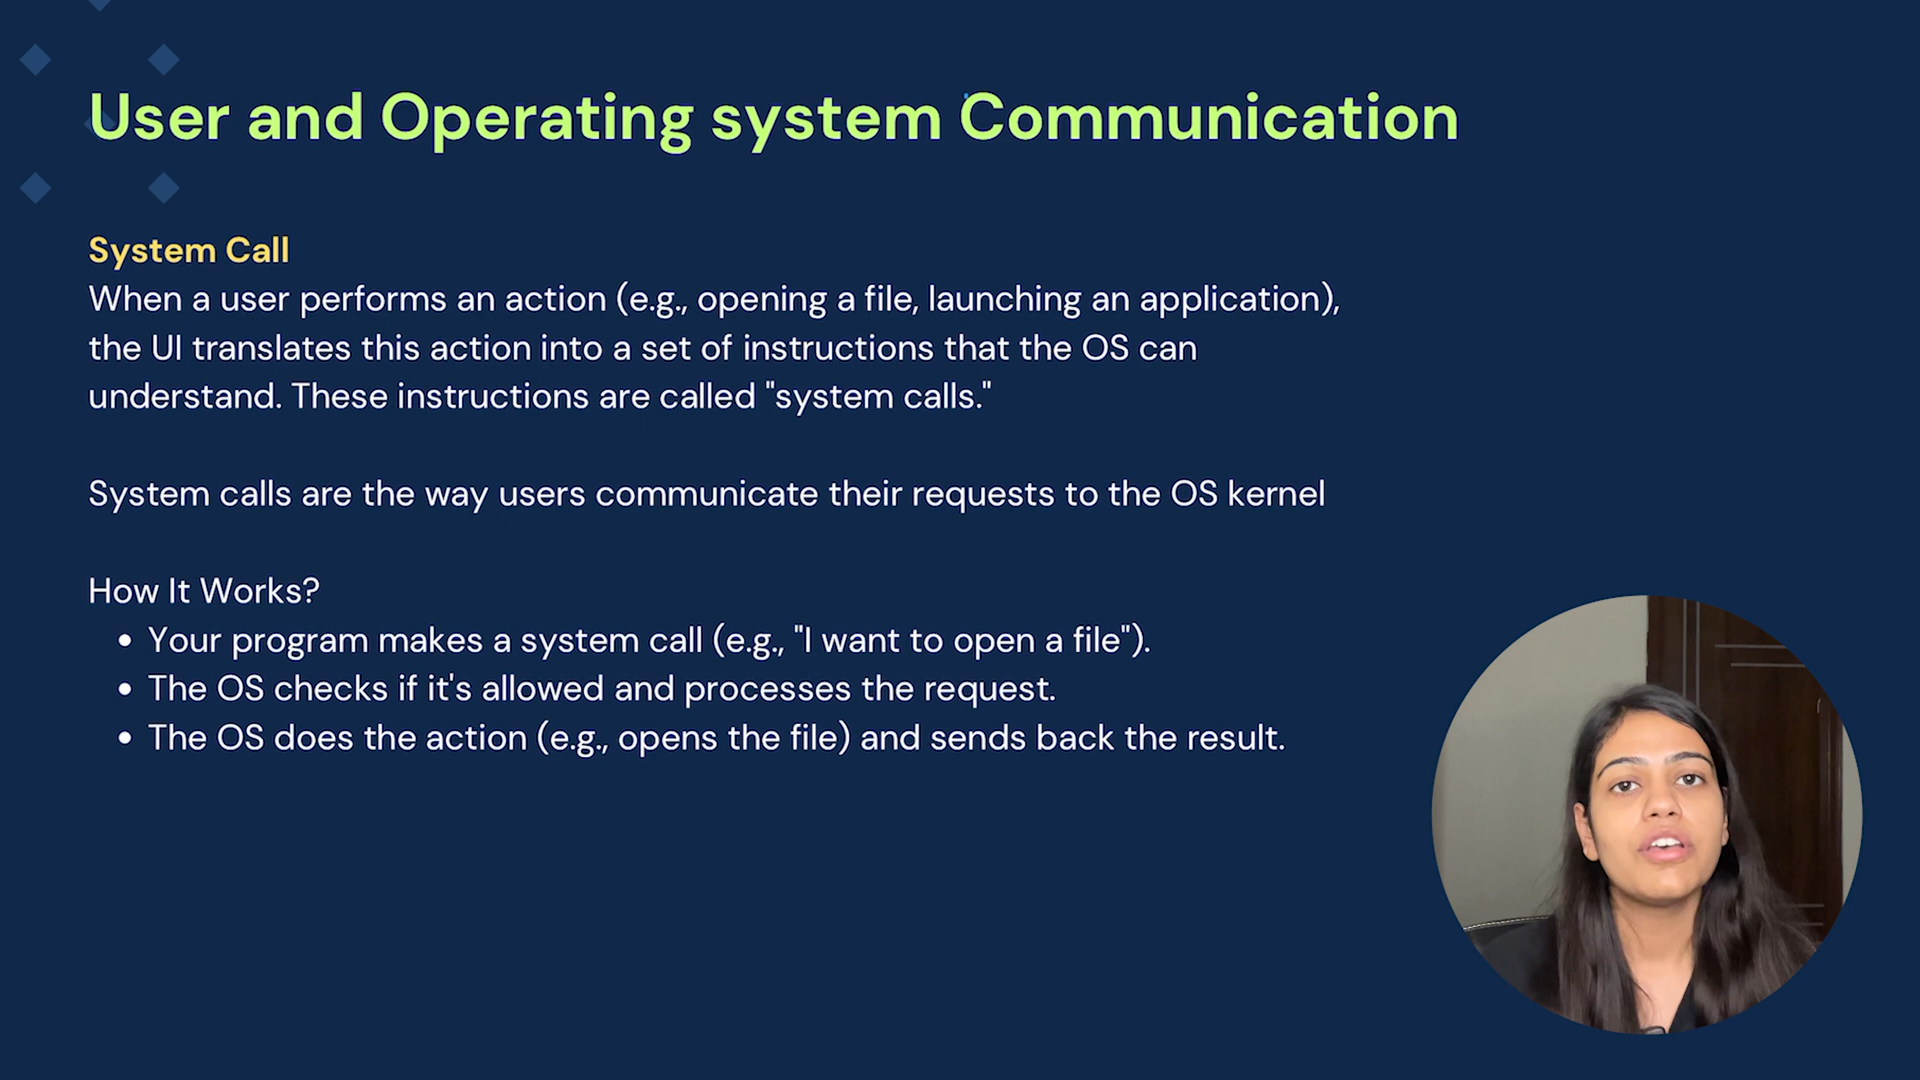 User and Operating system Communication
System Call
When a user performs an action (e.g., opening a file, launching an application),
the UI translates this action into a set of instructions that the OS can
understand. These instructions are called "system calls."
System calls are the way users communicate their requests to the OS kernel
How It Works?
• Your program makes a system call (e.g., "I want to open a file").
• The OS checks if it's allowed and processes the request.
• The OS does the action (e.g., opens the file) and sends back the result.